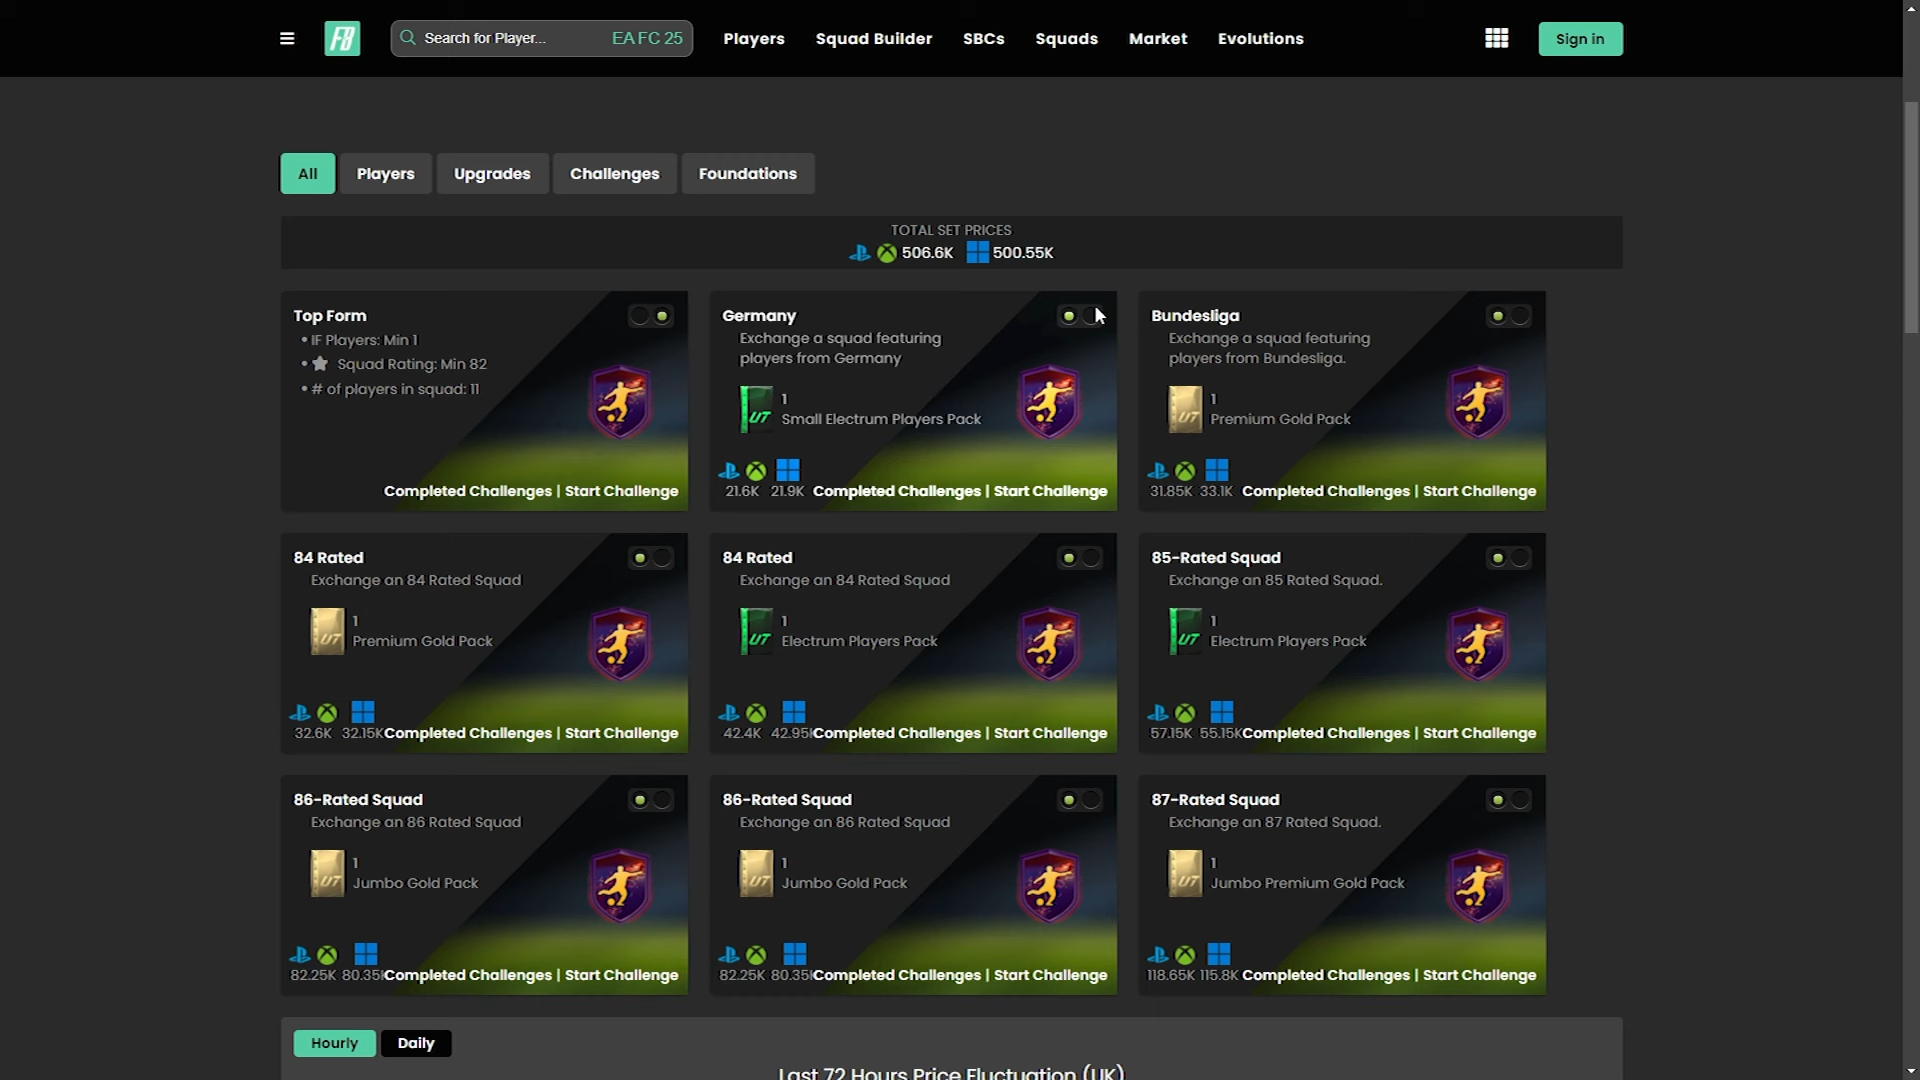 F8
Search for Player...
EA FC 25
Players
Squad Builder
SBCs
Squads
Market
Evolutions
Sign in
All
Players
Upgrades
Challenges
Foundations
TOTAL SET PRICES
506.6K
500.55K
Top Form
• IF Players: Min 1
• Squad Rating: Min 82
• # of players in squad: 11
Completed Challenges | Start Challenge
Germany
Exchange a squad featuring
players from Germany
1
Small Electrum Players Pack
21.6K 21.9K
Completed Challenges | Start Challenge
Bundesliga
Exchange a squad featuring
players from Bundesliga.
1
Premium Gold Pack
31.85K 33.1K
Completed Challenges | Start Challenge
84 Rated
Exchange an 84 Rated Squad
1
Premium Gold Pack
32.6K 32.15K
Completed Challenges | Start Challenge
84 Rated
Exchange an 84 Rated Squad
1
Electrum Players Pack
42.4K 42.95K
Completed Challenges | Start Challenge
85-Rated Squad
Exchange an 85 Rated Squad.
1
Electrum Players Pack
57.15K 55.15K
Completed Challenges | Start Challenge
86-Rated Squad
Exchange an 86 Rated Squad
1
Jumbo Gold Pack
82.25K 80.35K
Completed Challenges | Start Challenge
86-Rated Squad
Exchange an 86 Rated Squad
1
Jumbo Gold Pack
82.25K 80.35K
Completed Challenges | Start Challenge
87-Rated Squad
Exchange an 87 Rated Squad.
1
Jumbo Premium Gold Pack
118.65K 115.8K
Completed Challenges | Start Challenge
Hourly
Daily
Last 72 Hours Price Fluctuation (UK)